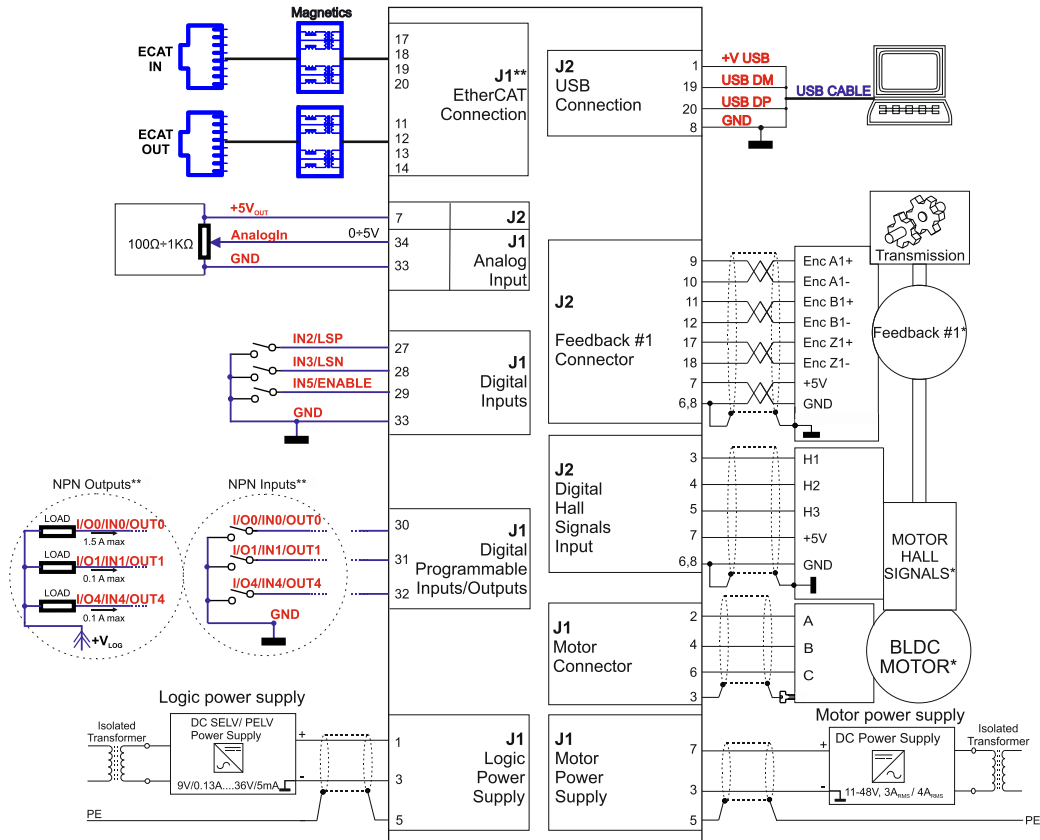 Magnetics
ECAT
IN
17
18
19
20
J1**
EtherCAT
Connection
ECAT
OUT
11
12
13
14
J2
USB
Connection
1
19
20
8
+V USB
USB DM
USB DP
GND
USB CABLE
100Ω÷1KΩ
+5VOUT
AnalogIn
0÷5V
GND
7
34
33
J2
J1
Analog
Input
IN2/LSP
IN3/LSN
IN5/ENABLE
GND
27
28
29
33
J1
Digital
Inputs
J2
Feedback #1
Connector
9
10
11
12
17
18
7
6,8
Enc A1+
Enc A1-
Enc B1+
Enc B1-
Enc Z1+
Enc Z1-
+5V
GND
Transmission
Feedback #1*
NPN Outputs**
LOAD
I/O0/IN0/OUT0
1.5 A max
LOAD
I/O1/IN1/OUT1
0.1 A max
LOAD
I/O4/IN4/OUT4
0.1 A max
+VLOG
NPN Inputs**
I/O0/IN0/OUT0
I/O1/IN1/OUT1
I/O4/IN4/OUT4
GND
30
31
32
J1
Digital
Programmable
Inputs/Outputs
J2
Digital
Hall
Signals
Input
3
4
5
7
6,8
H1
H2
H3
+5V
GND
MOTOR
HALL
SIGNALS*
J1
Motor
Connector
2
4
6
3
A
B
C
BLDC
MOTOR*
Logic power supply
Isolated
Transformer
DC SELV/ PELV
Power Supply
9V/0.13A....36V/5mA
+
-
PE
1
3
5
J1
Logic
Power
Supply
J1
Motor
Power
Supply
7
3
5
Motor power supply
DC Power Supply
11-48V, 3ARMS / 4ARMS
+
-
Isolated
Transformer
PE